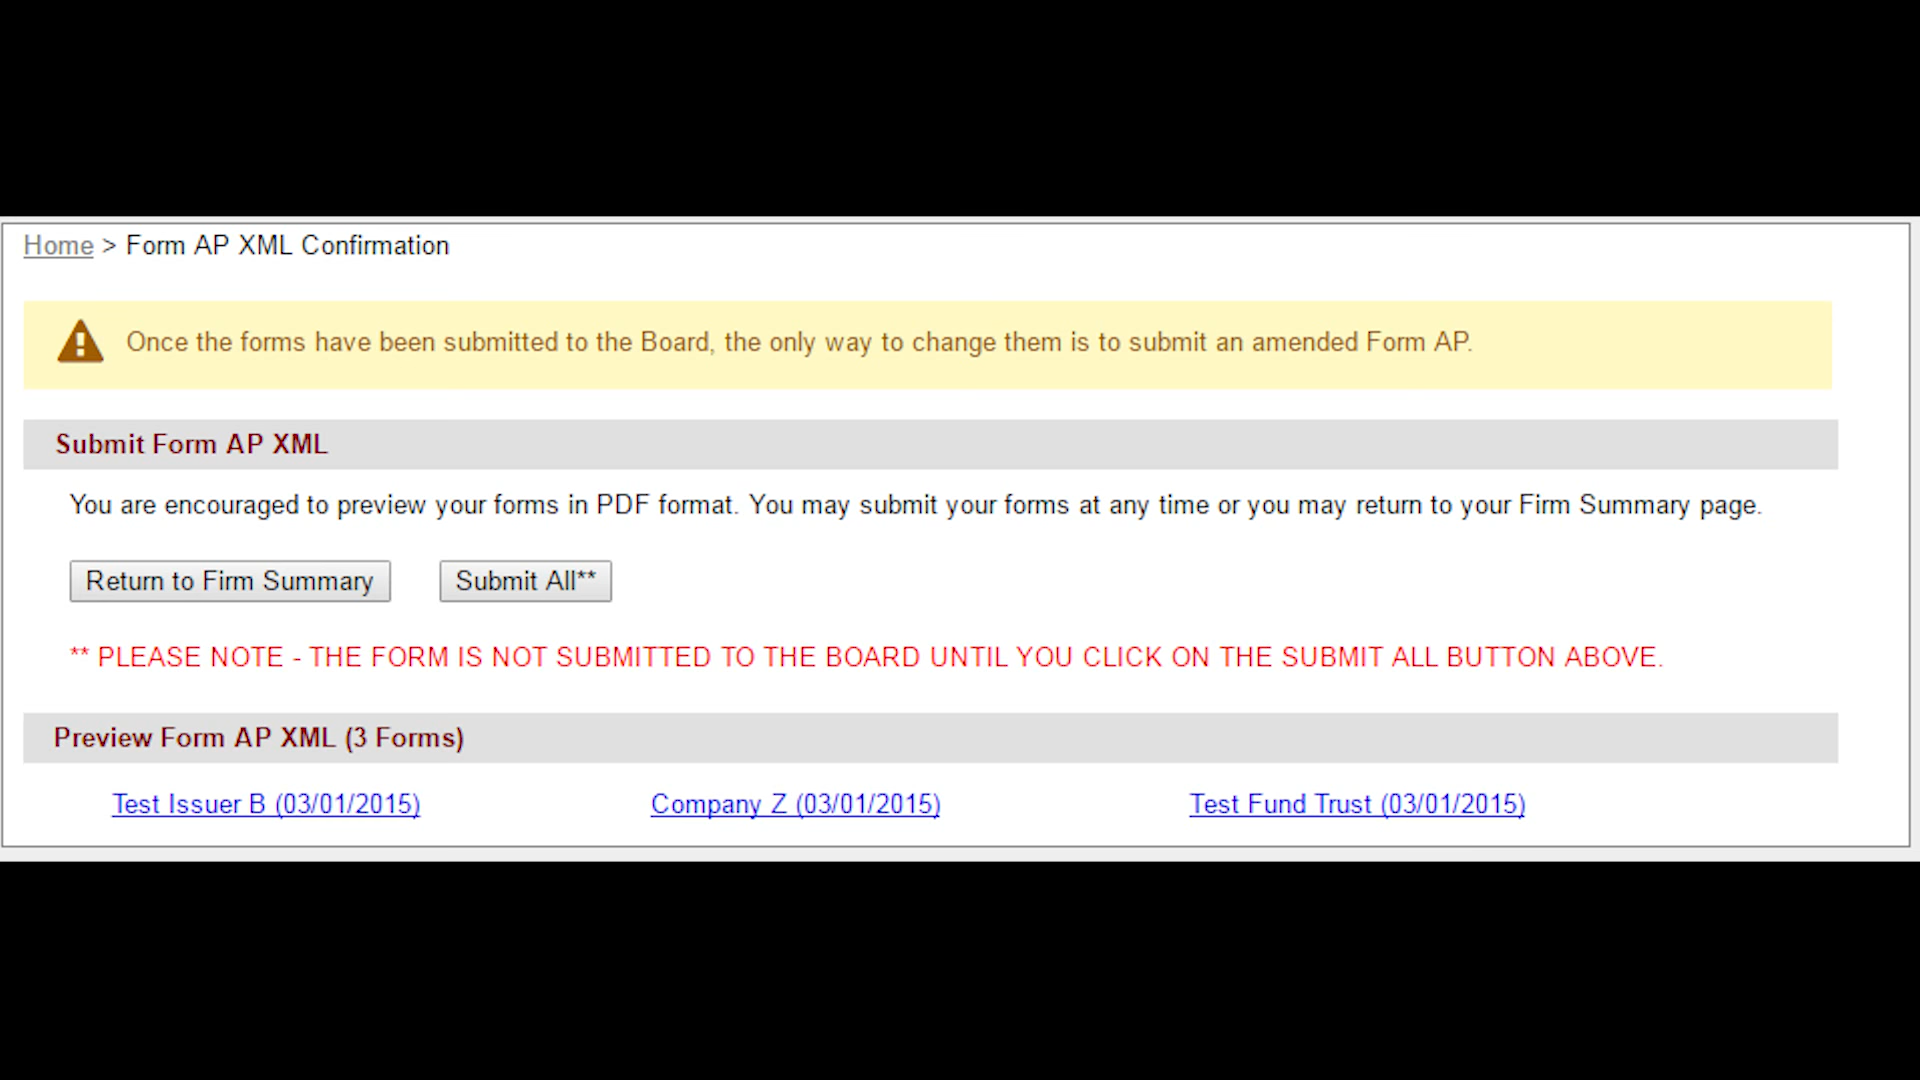 Home > Form AP XML Confirmation
Once the forms have been submitted to the Board, the only way to change them is to submit an amended Form AP.
Submit Form AP XML
You are encouraged to preview your forms in PDF format. You may submit your forms at any time or you may return to your Firm Summary page.
Return to Firm Summary Submit All**
** PLEASE NOTE - THE FORM IS NOT SUBMITTED TO THE BOARD UNTIL YOU CLICK ON THE SUBMIT ALL BUTTON ABOVE.
Preview Form AP XML (3 Forms)
Test Issuer B (03/01/2015) Company Z (03/01/2015) Test Fund Trust (03/01/2015)